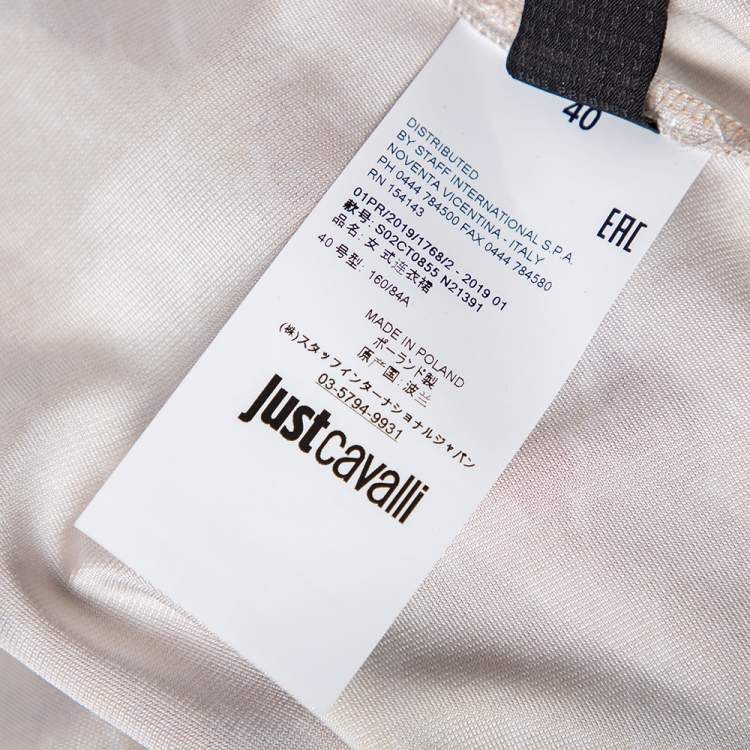 40
DISTRIBUTED
BY STAFF INTERNATIONAL S.P.A.
NOVENTA VICENTINA - ITALY
PH 0444 784500 FAX 0444 784580
RN 154143
EAC
01PR/2019/1768/2 - 2019 01
款号: S02CT0855 N21391
品名: 女 式连衣裙
40 号型: 160/84A
MADE IN POLAND
ポーランド製
原产国: 波兰
(株)スタッフインターナショナルジャパン
03-5794-9931
justcavalli